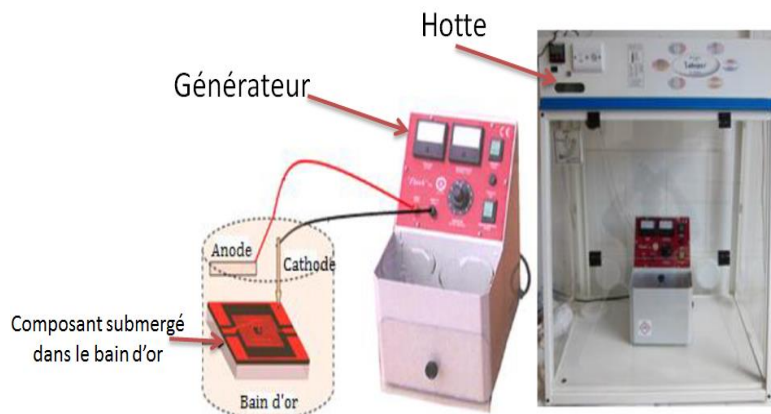 Hotte
Générateur
Anode
Cathode
Composant submergé
dans le bain d'or
Bain d'or